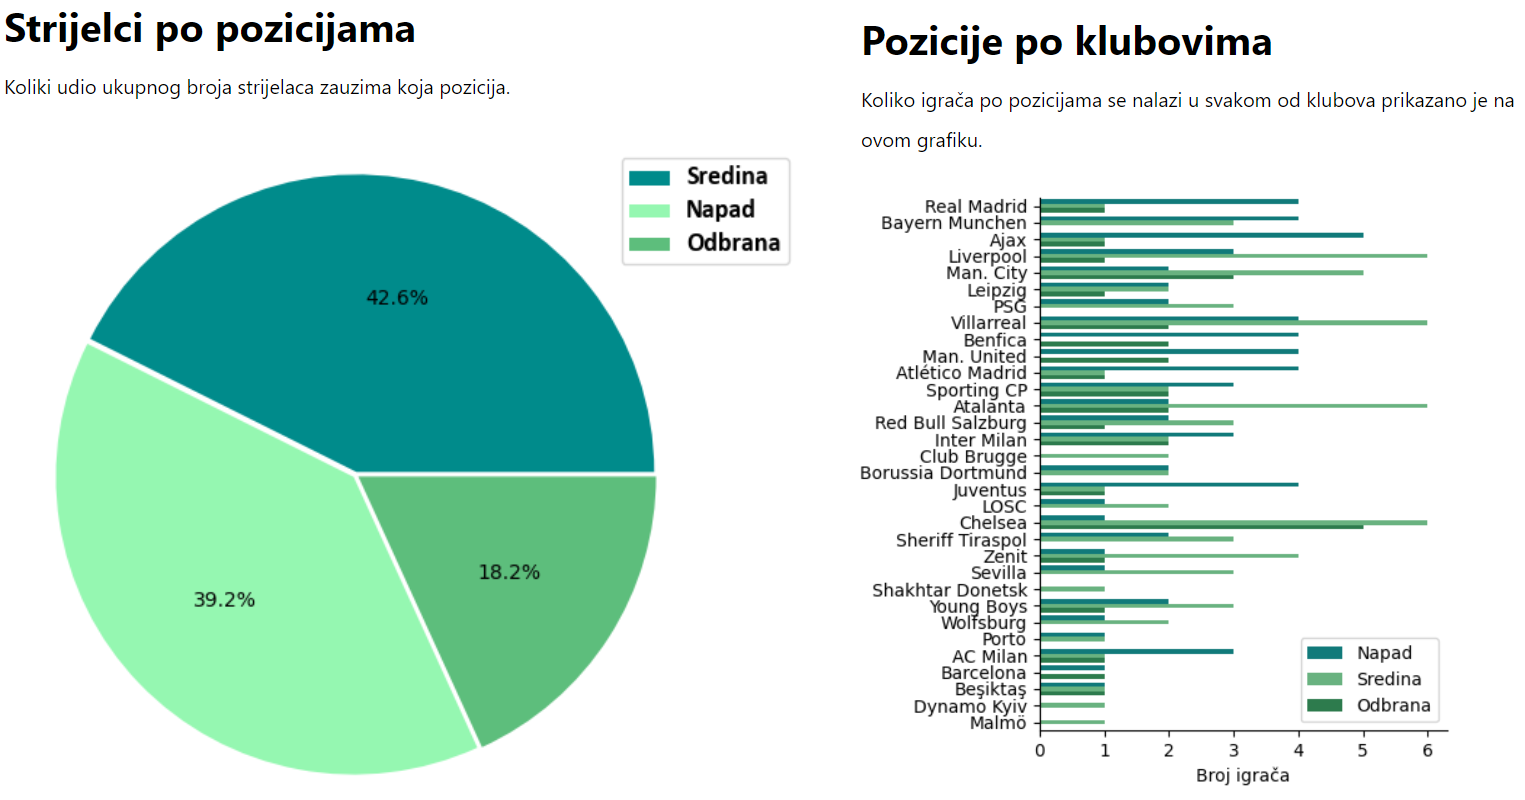 Strijelci po pozicijama
Koliki udio ukupnog broja strijelaca zauzima koja pozicija.
Sredina
Napad
Odbrana
42.6%
39.2%
18.2%
Pozicije po klubovima
Koliko igrača po pozicijama se nalazi u svakom od klubova prikazano je na
ovom grafiku.
Real Madrid
Bayern Munchen
Ajax
Liverpool
Man. City
Leipzig
PSG
Villarreal
Benfica
Man. United
Atlético Madrid
Sporting CP
Atalanta
Red Bull Salzburg
Inter Milan
Club Brugge
Borussia Dortmund
Juventus
LOSC
Chelsea
Sheriff Tiraspol
Zenit
Sevilla
Shakhtar Donetsk
Young Boys
Wolfsburg
Porto
AC Milan
Barcelona
Beşiktaş
Dynamo Kyiv
Malmö
Napad
Sredina
Odbrana
0 1 2 3 4 5 6
Broj igrača